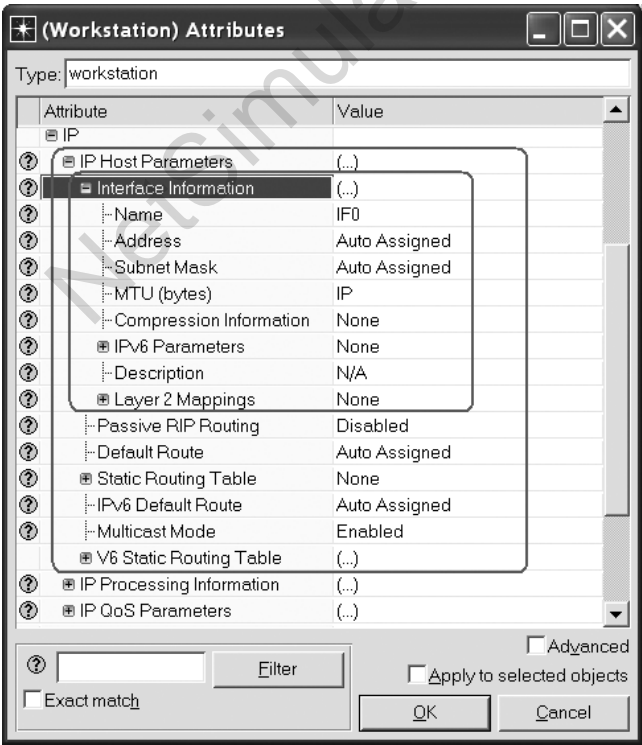 (Workstation) Attributes
Type: workstation
Attribute Value
IP
IP Host Parameters (...)
Interface Information (...)
Name IF0
Address Auto Assigned
Subnet Mask Auto Assigned
MTU (bytes) IP
Compression Information None
IPv6 Parameters None
Description N/A
Layer 2 Mappings None
Passive RIP Routing Disabled
Default Route Auto Assigned
Static Routing Table None
IPv6 Default Route Auto Assigned
Multicast Mode Enabled
V6 Static Routing Table (...)
IP Processing Information (...)
IP QoS Parameters (...)
Advanced
Filter
Apply to selected objects
Exact match
OK Cancel